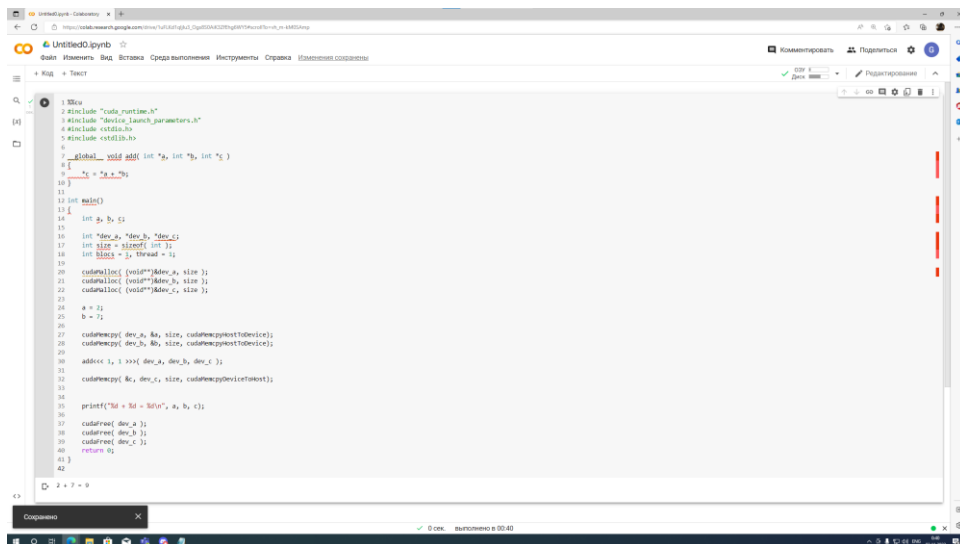 Untitled0.ipynb - Colaboratory
Untitled0.ipynb
Файл Изменить Вид Вставка Среда выполнения Инструменты Справка Изменения сохранены
Комментировать Поделиться G
+ Код + Текст
ОЗУ
Диск
Редактирование
1 %%cu
2 #include "cuda_runtime.h"
3 #include "device_launch_parameters.h"
4 #include <stdio.h>
5 #include <stdlib.h>
6
7 __global__ void add( int *a, int *b, int *c )
8 {
9 *c = *a + *b;
10 }
11
12 int main()
13 {
14 int a, b, c;
15
16 int *dev_a, *dev_b, *dev_c;
17 int size = sizeof( int );
18 int blocs = 1, thread = 1;
19
20 cudaMalloc( (void**)&dev_a, size );
21 cudaMalloc( (void**)&dev_b, size );
22 cudaMalloc( (void**)&dev_c, size );
23
24 a = 2;
25 b = 7;
26
27 cudaMemcpy( dev_a, &a, size, cudaMemcpyHostToDevice);
28 cudaMemcpy( dev_b, &b, size, cudaMemcpyHostToDevice);
29
30 add<<< 1, 1 >>>( dev_a, dev_b, dev_c );
31
32 cudaMemcpy( &c, dev_c, size, cudaMemcpyDeviceToHost);
33
34
35 printf("%d + %d = %d\n", a, b, c);
36
37 cudaFree( dev_a );
38 cudaFree( dev_b );
39 cudaFree( dev_c );
40 return 0;
41 }
42
2 + 7 = 9
Сохранено
0 сек. выполнено в 00:40